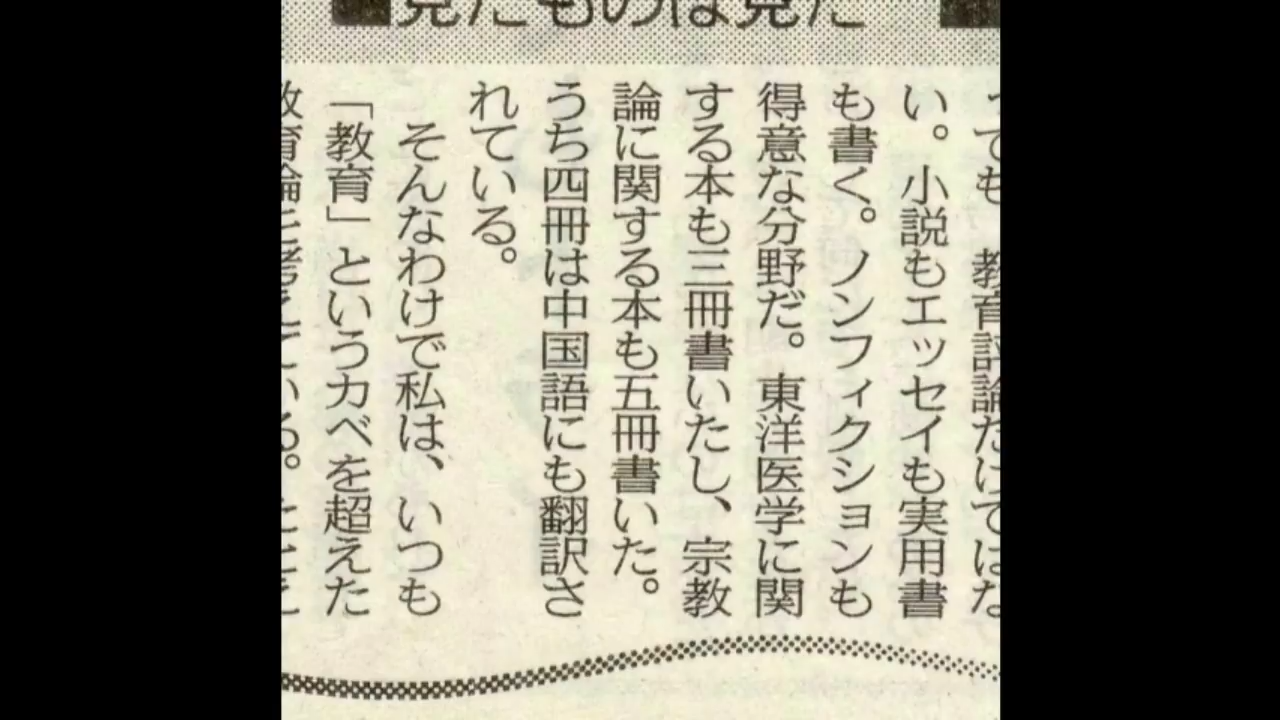 ■見たものは見た■
っても、教育評論だけではな
い。小説もエッセイも実用書
も書く。ノンフィクションも
得意な分野だ。東洋医学に関
する本も三冊書いたし、宗教
論に関する本も五冊書いた。
うち四冊は中国語にも翻訳さ
れている。
そんなわけで私は、いつも
「教育」というカベを超えた
教育論を考えている。